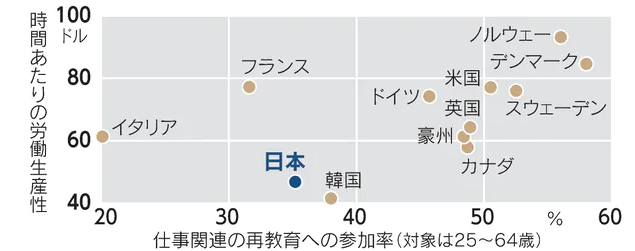 時間あたりの労働生産性
100
ドル
80
60
40
ノルウェー
デンマーク
フランス
米国
ドイツ
スウェーデン
英国
イタリア
豪州
カナダ
日本
韓国
20 30 40 50 % 60
仕事関連の再教育への参加率（対象は25〜64歳）